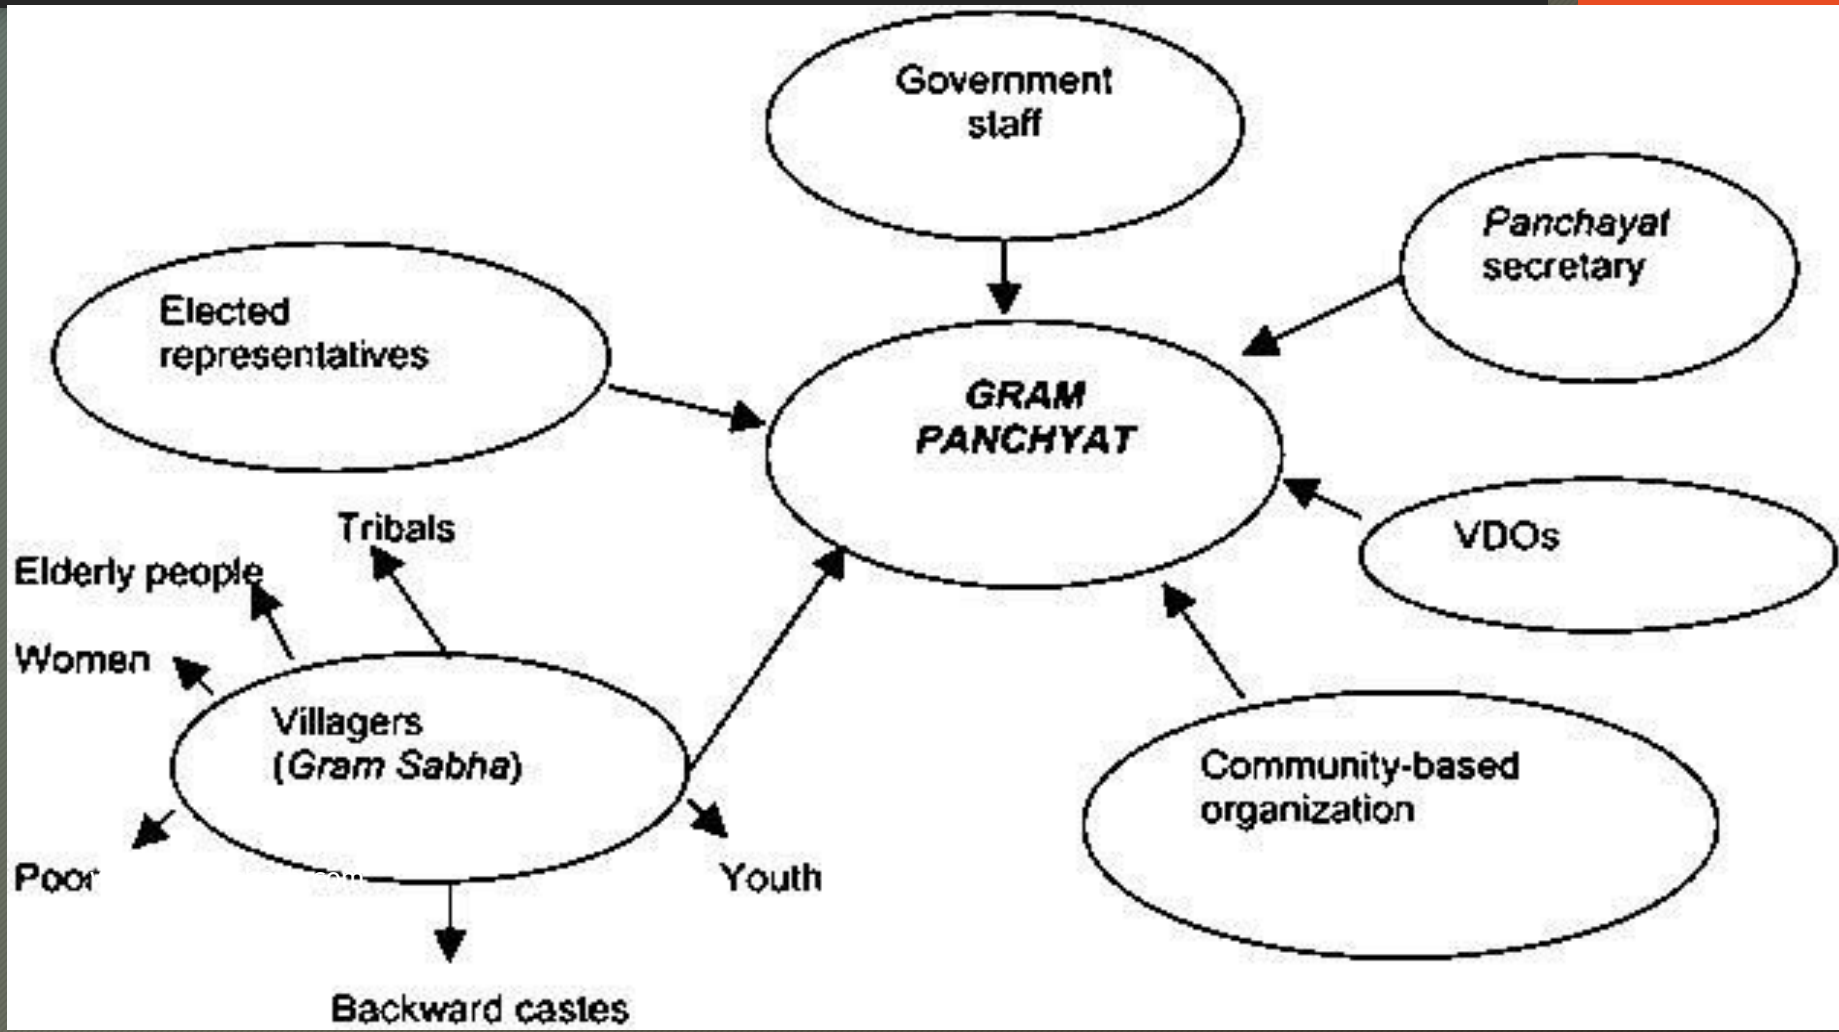 Government
staff
Panchayat
secretary
Elected
representatives
GRAM
PANCHYAT
Tribals
VDOs
Elderly people
Women
Villagers
(Gram Sabha)
Community-based
organization
Poor
Youth
Backward castes